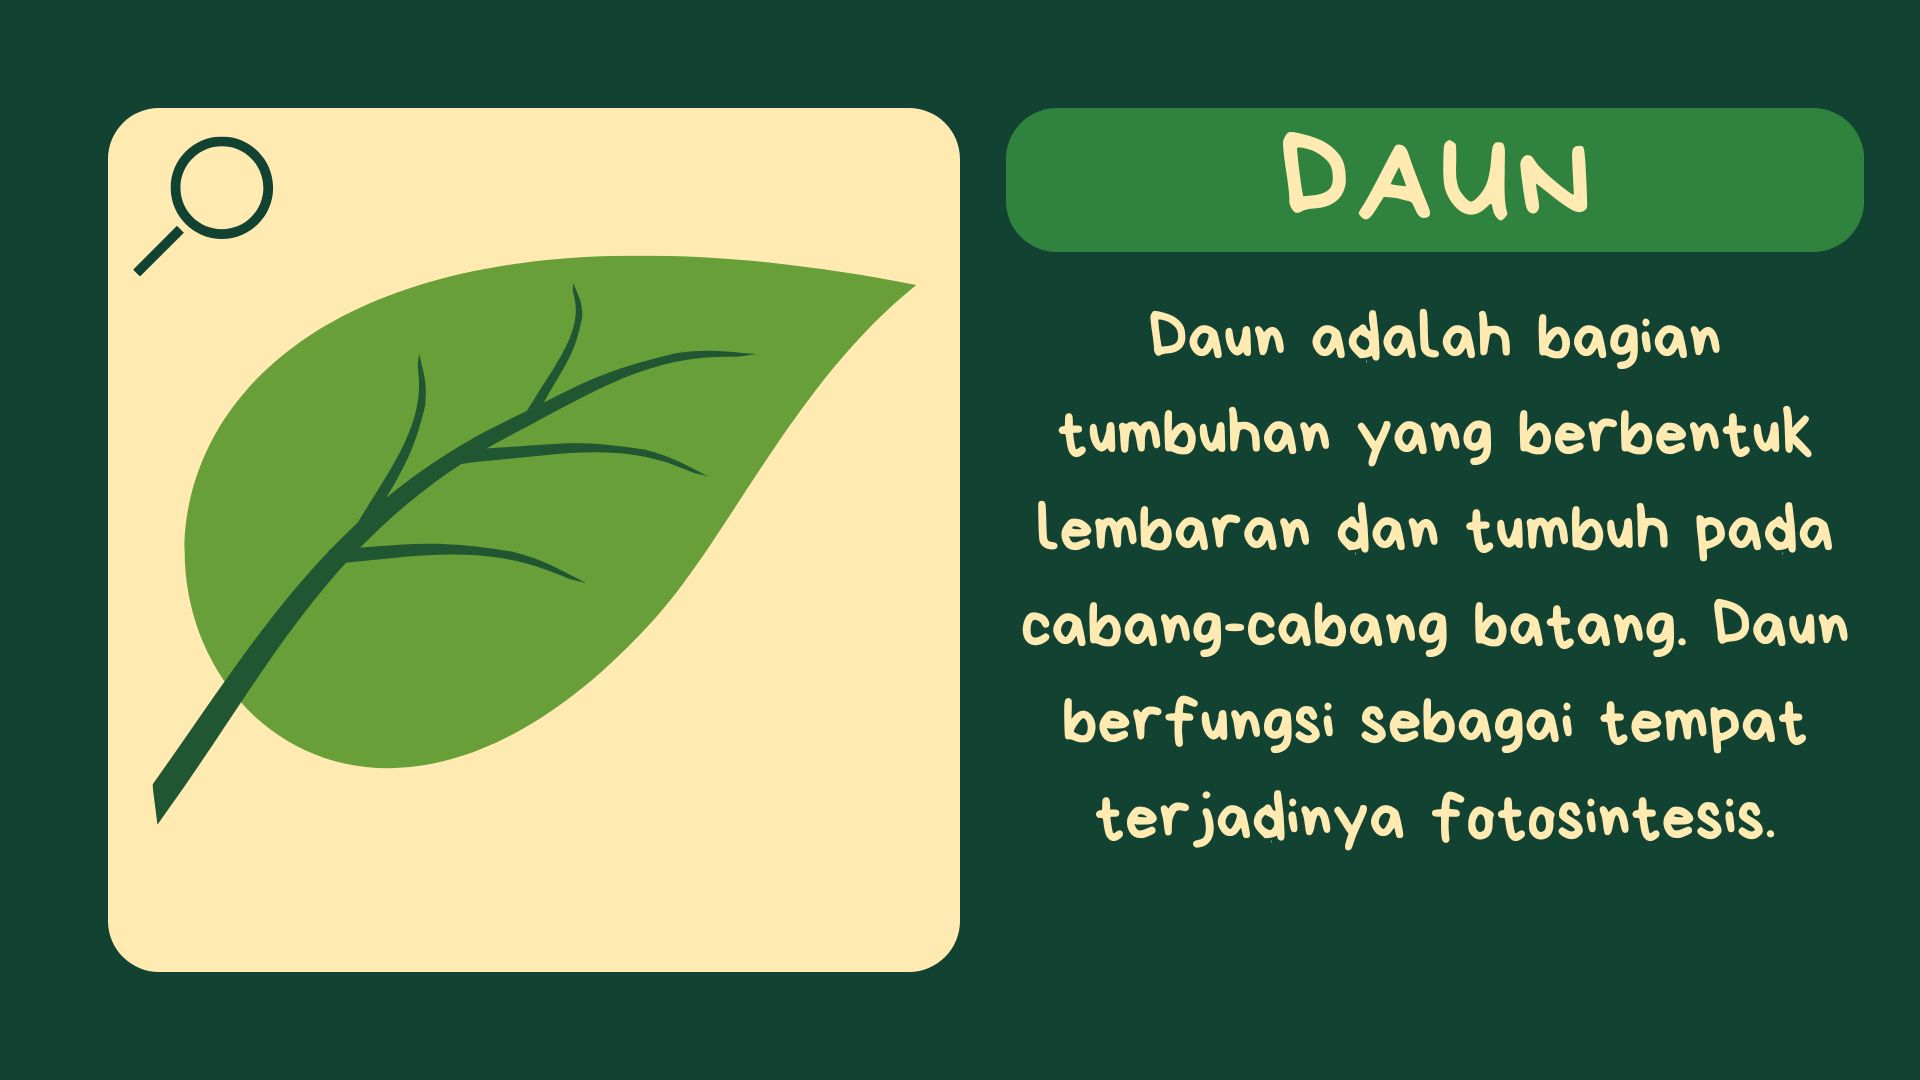 DAUN
Daun adalah bagian
tumbuhan yang berbentuk
lembaran dan tumbuh pada
cabang-cabang batang. Daun
berfungsi sebagai tempat
terjadinya fotosintesis.